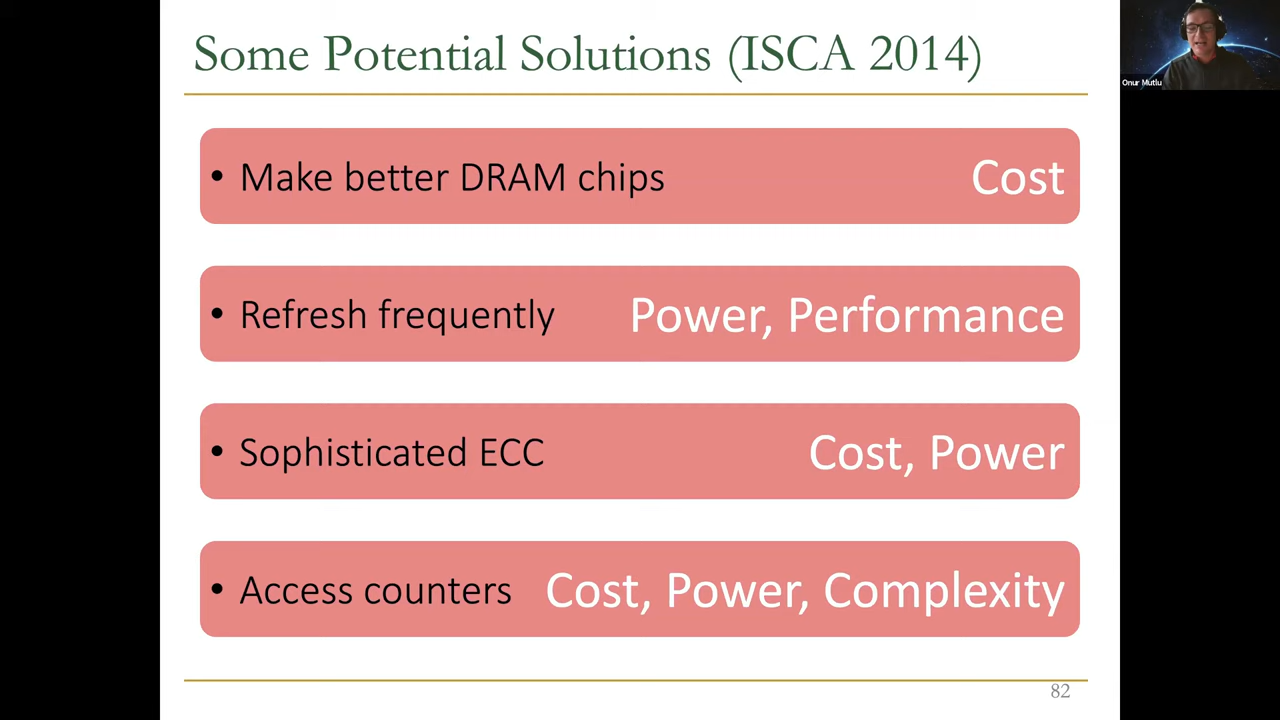 Some Potential Solutions (ISCA 2014)
Onur Mutlu
• Make better DRAM chips Cost
• Refresh frequently Power, Performance
• Sophisticated ECC Cost, Power
• Access counters Cost, Power, Complexity
82